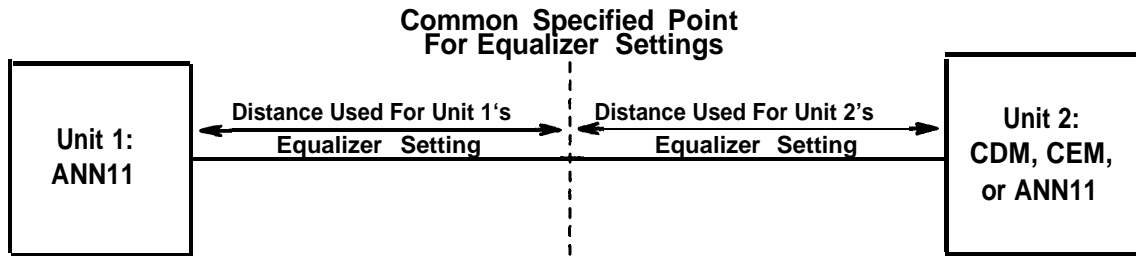 Common Specified Point
For Equalizer Settings
Distance Used For Unit 1‘s
Equalizer Setting
Distance Used For Unit 2's
Equalizer Setting
Unit 1:
ANN11
Unit 2:
CDM, CEM,
or ANN11